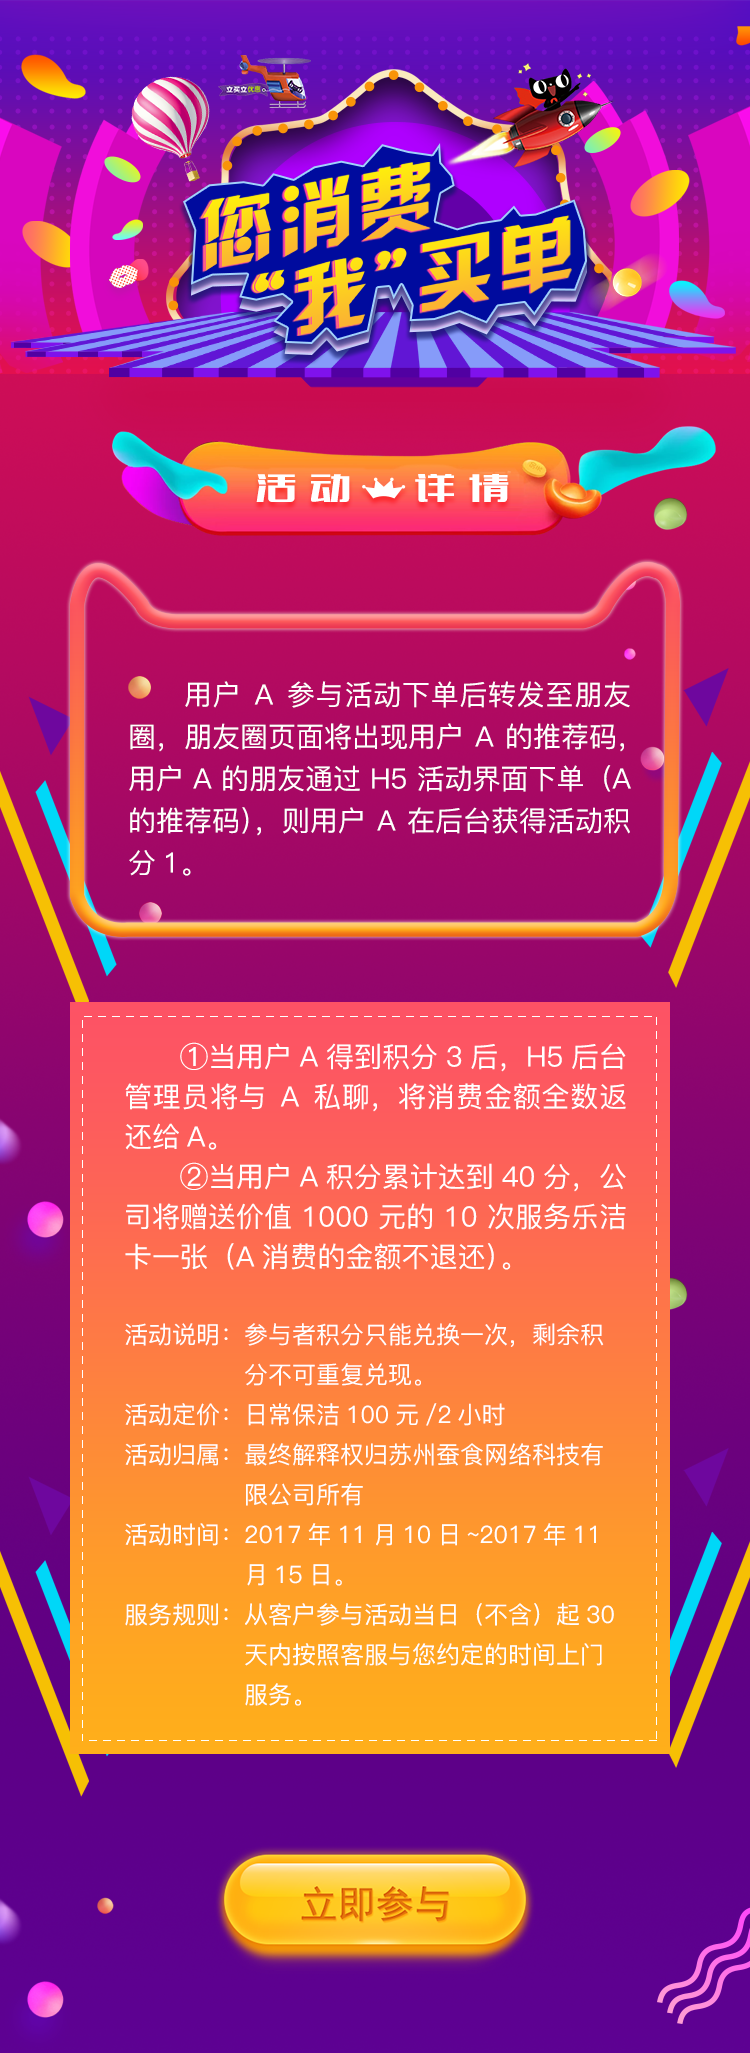 立买立优惠
您消费
“我”买单
活动详情
用户 A 参与活动下单后转发至朋友
圈，朋友圈页面将出现用户 A 的推荐码，
用户 A 的朋友通过 H5 活动界面下单（A
的推荐码），则用户 A 在后台获得活动积
分 1。
①当用户 A 得到积分 3 后，H5 后台
管理员将与 A 私聊，将消费金额全数返
还给 A。
②当用户 A 积分累计达到 40 分，公
司将赠送价值 1000 元的 10 次服务乐洁
卡一张（A 消费的金额不退还）。
活动说明：参与者积分只能兑换一次，剩余积
分不可重复兑现。
活动定价：日常保洁 100 元 /2 小时
活动归属：最终解释权归苏州蚕食网络科技有
限公司所有
活动时间：2017 年 11 月 10 日 ~2017 年 11
月 15 日。
服务规则：从客户参与活动当日（不含）起 30
天内按照客服与您约定的时间上门
服务。
立即参与